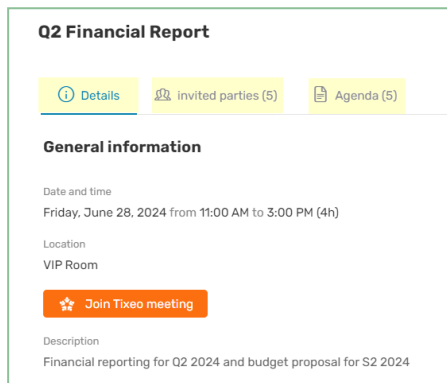 Q2 Financial Report
Details invited parties (5) Agenda (5)
General information
Date and time
Friday, June 28, 2024 from 11:00 AM to 3:00 PM (4h)
Location
VIP Room
Join Tixeo meeting
Description
Financial reporting for Q2 2024 and budget proposal for S2 2024